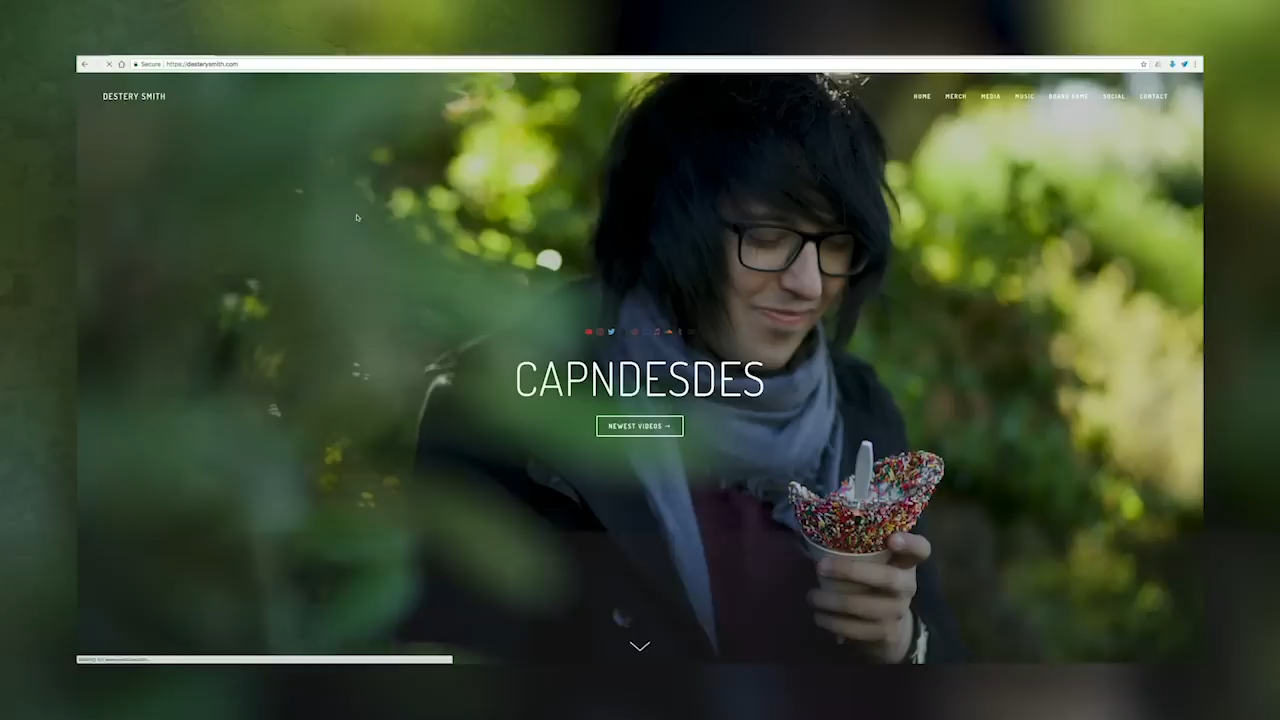 Secure | https://desterysmith.com
DESTERY SMITH
HOME MERCH MEDIA MUSIC BOARD GAME SOCIAL CONTACT
CAPNDESDES
NEWEST VIDEOS →